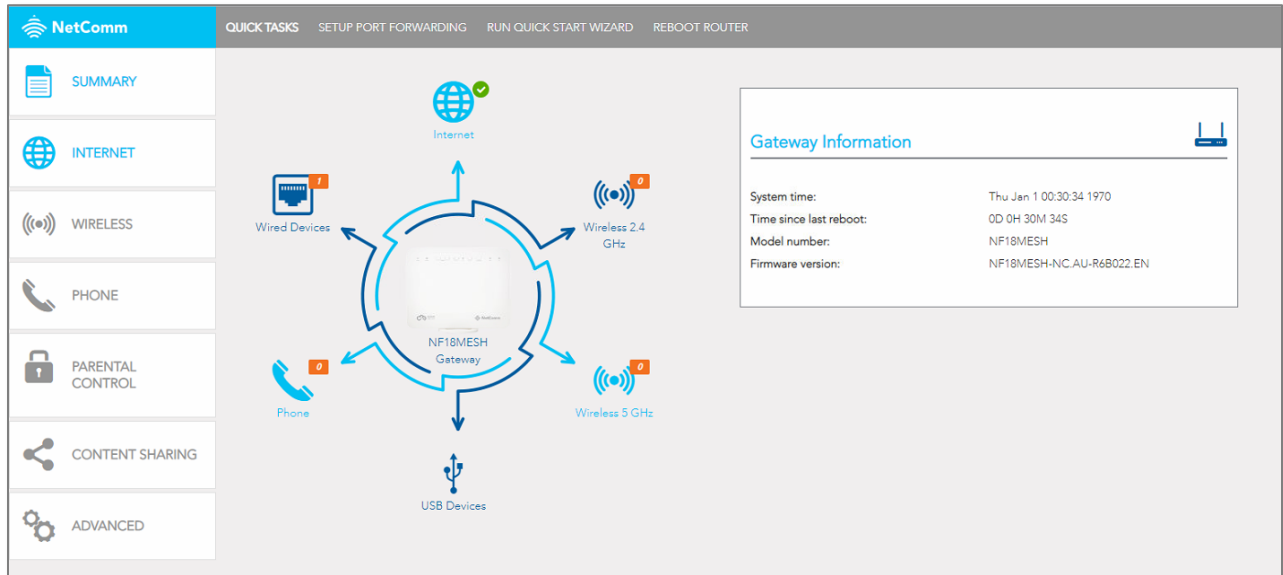 NetComm
QUICK TASKS SETUP PORT FORWARDING RUN QUICK START WIZARD REBOOT ROUTER
SUMMARY
INTERNET
WIRELESS
PHONE
PARENTAL
CONTROL
CONTENT SHARING
ADVANCED
Internet
1
Wired Devices
0
Wireless 2.4
GHz
NF18MESH
Gateway
0
Phone
0
Wireless 5 GHz
USB Devices
Gateway Information
System time: Thu Jan 1 00:30:34 1970
Time since last reboot: 0D 0H 30M 34S
Model number: NF18MESH
Firmware version: NF18MESH-NC.AU-R6B022.EN